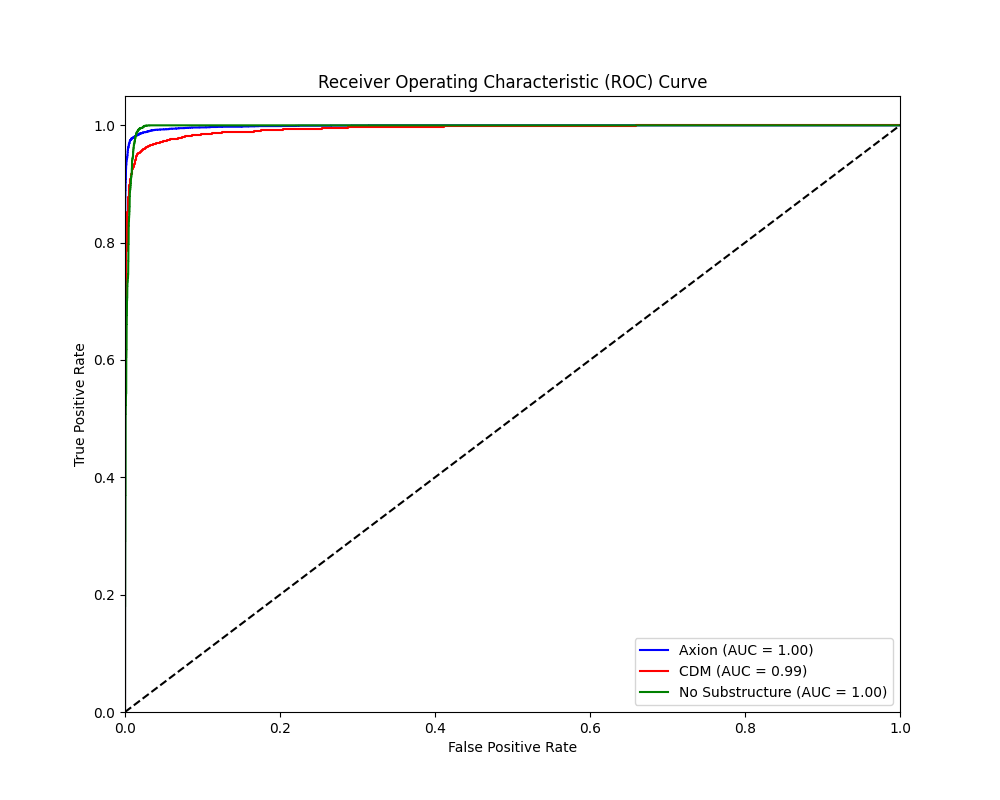 Receiver Operating Characteristic (ROC) Curve
1.0
0.8
0.6
0.4
0.2
0.0
True Positive Rate
0.0 0.2 0.4 0.6 0.8 1.0
False Positive Rate
Axion (AUC = 1.00)
CDM (AUC = 0.99)
No Substructure (AUC = 1.00)